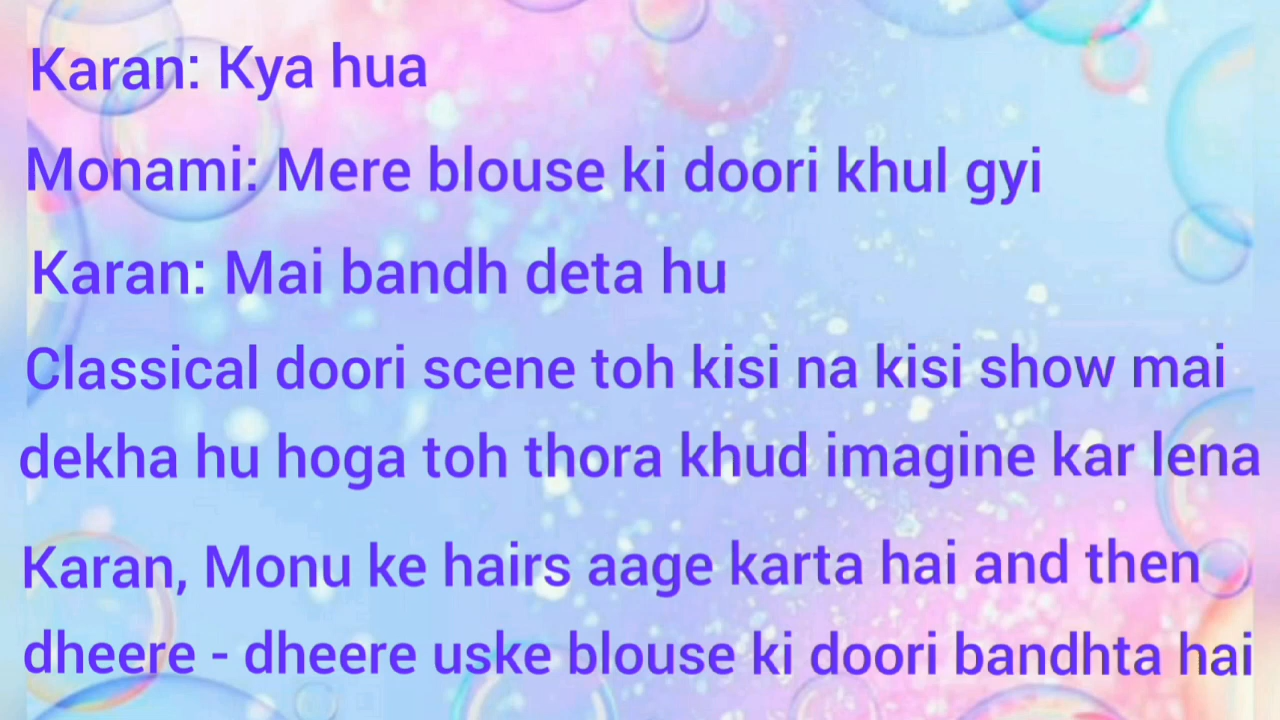 Karan: Kya hua
Monami: Mere blouse ki doori khul gyi
Karan: Mai bandh deta hu
Classical doori scene toh kisi na kisi show mai
dekha hu hoga toh thora khud imagine kar lena
Karan, Monu ke hairs aage karta hai and then
dheere - dheere uske blouse ki doori bandhta hai